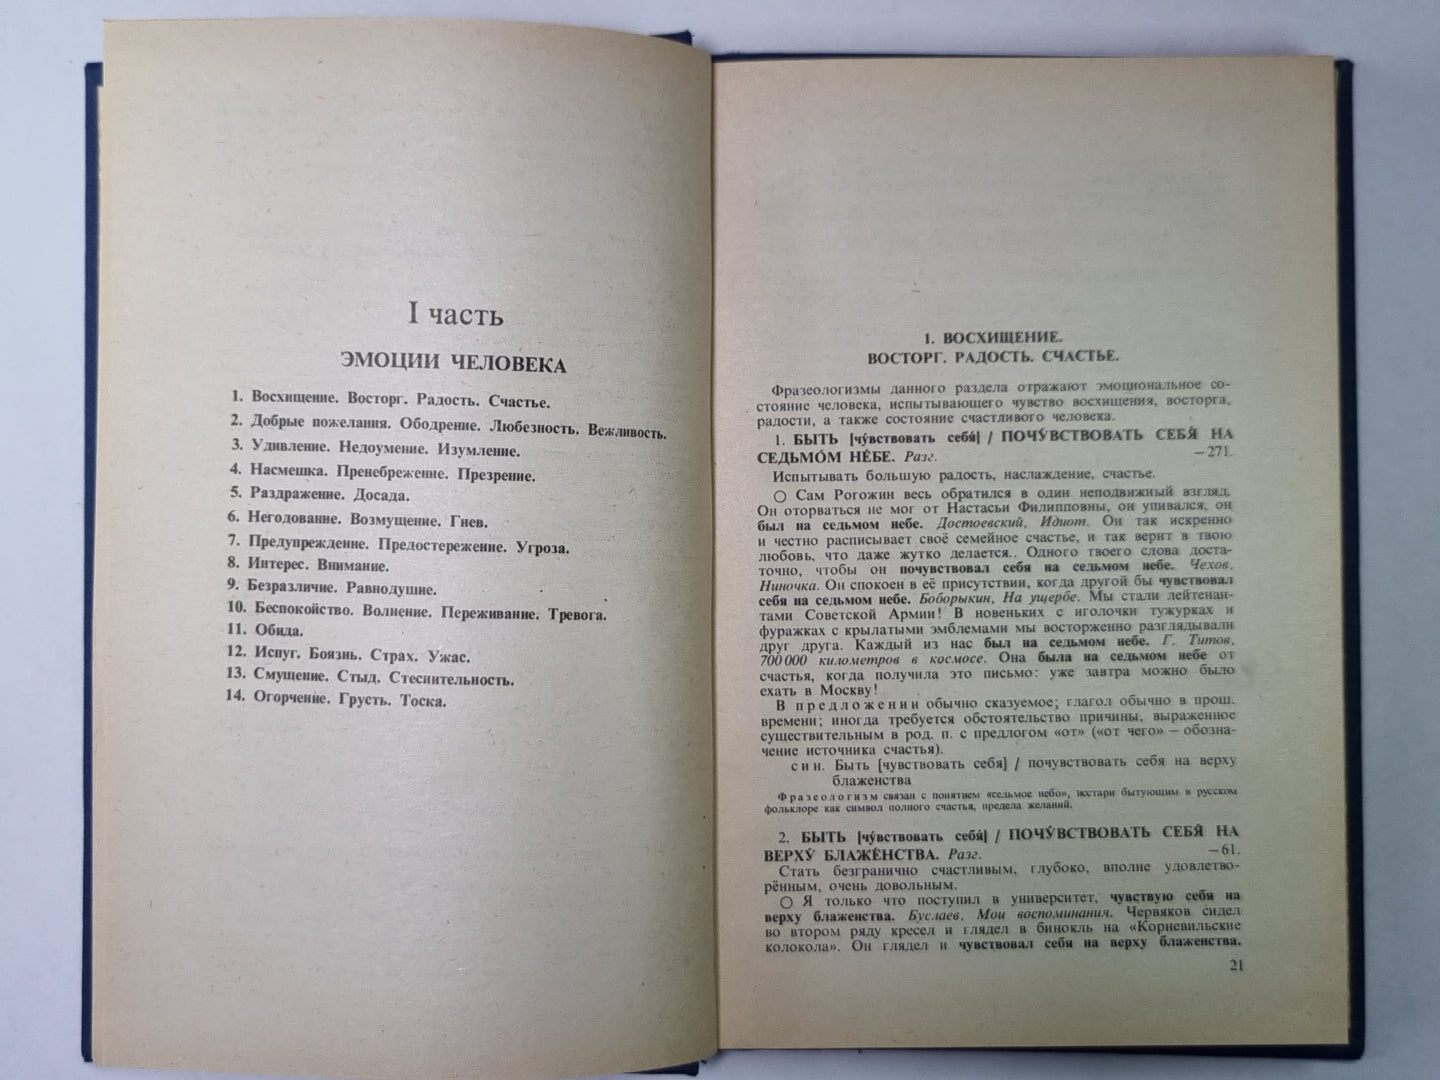 I часть
ЭМОЦИИ ЧЕЛОВЕКА
1. Восхищение. Восторг. Радость. Счастье.
2. Добрые пожелания. Ободрение. Любезность. Вежливость.
3. Удивление. Недоумение. Изумление.
4. Насмешка. Пренебрежение. Презрение.
5. Раздражение. Досада.
6. Негодование. Возмущение. Гнев.
7. Предупреждение. Предостережение. Угроза.
8. Интерес. Внимание.
9. Безразличие. Равнодушие.
10. Беспокойство. Волнение. Переживание. Тревога.
11. Обида.
12. Испуг. Боязнь. Страх. Ужас.
13. Смущение. Стыд. Стеснительность.
14. Огорчение. Грусть. Тоска.
1. ВОСХИЩЕНИЕ.
ВОСТОРГ. РАДОСТЬ. СЧАСТЬЕ.
Фразеологизмы данного раздела отражают эмоциональное со-
стояние человека, испытывающего чувство восхищения, восторга,
радости, а также состояние счастливого человека.
1. БЫТЬ [чу́вствовать себя́] / ПОЧУ́ВСТВОВАТЬ СЕБЯ́ НА
СЕДЬМО́М НЕ́БЕ. Разг. –271.
Испытывать большую радость, наслаждение, счастье.
○ Сам Рогожин весь обратился в один неподвижный взгляд.
Он оторваться не мог от Настасьи Филипповны, он упивался, он
был на седьмом небе. Достоевский, Идиот. Он так искренно
и честно расписывает своё семейное счастье, и так верит в твою
любовь, что даже жутко делается.. Одного твоего слова доста-
точно, чтобы он почувствовал себя на седьмом небе. Чехов,
Ниночка. Он спокоен в её присутствии, когда другой бы чувствовал
себя на седьмом небе. Боборыкин, На ущербе. Мы стали лейтенан-
тами Советской Армии! В новеньких с иголочки тужурках и
фуражках с крылатыми эмблемами мы восторженно разглядывали
друг друга. Каждый из нас был на седьмом небе. Г. Титов,
700 000 километров в космосе. Она была на седьмом небе от
счастья, когда получила это письмо: уже завтра можно было
ехать в Москву!
В предложении обычно сказуемое; глагол обычно в прош.
времени; иногда требуется обстоятельство причины, выраженное
существительным в род. п. с предлогом «от» («от чего» – обозна-
чение источника счастья).
син. Быть [чувствовать себя] / почувствовать себя на верху
блаженства
Фразеологизм связан с понятием «седьмое небо», исстари бытующим в русском
фольклоре как символ полного счастья, предела желаний.
2. БЫТЬ [чу́вствовать себя́] / ПОЧУ́ВСТВОВАТЬ СЕБЯ́ НА
ВЕРХУ́ БЛАЖЕ́НСТВА. Разг. –61.
Стать безгранично счастливым, глубоко, вполне удовлетво-
рённым, очень довольным.
○ Я только что поступил в университет, чувствую себя на
верху блаженства. Буслаев, Мои воспоминания. Червяков сидел
во втором ряду кресел и глядел в бинокль на «Корневильские
колокола». Он глядел и чувствовал себя на верху блаженства.
21